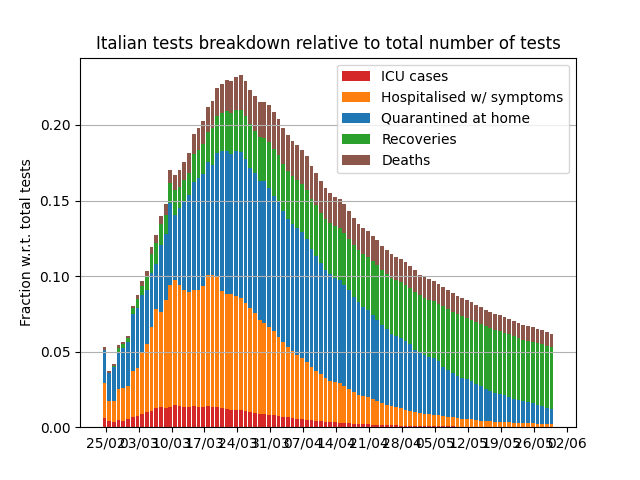 Italian tests breakdown relative to total number of tests
ICU cases
Hospitalised w/ symptoms
Quarantined at home
Recoveries
Deaths
Fraction w.r.t. total tests
0.20
0.15
0.10
0.05
0.00
25/02 03/03 10/03 17/03 24/03 31/03 07/04 14/04 21/04 28/04 05/05 12/05 19/05 26/05 02/06